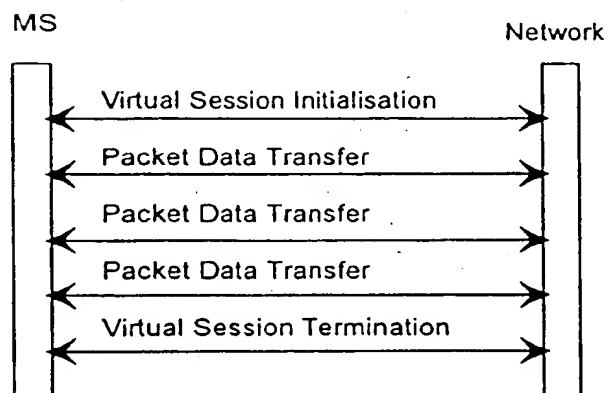 MS
Network
Virtual Session Initialisation
Packet Data Transfer
Packet Data Transfer
Packet Data Transfer
Virtual Session Termination